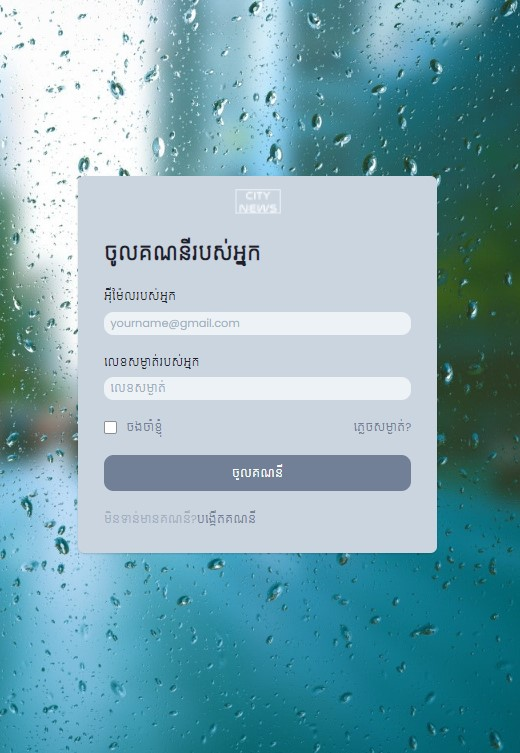 CITY
NEWS
ចូលគណនីរបស់អ្នក
អ៊ីម៉ែលរបស់អ្នក
yourname@gmail.com
លេខសម្ងាត់របស់អ្នក
លេខសម្ងាត់
ចងចាំខ្ញុំ
ភ្លេចសម្ងាត់?
ចូលគណនី
មិនទាន់មានគណនី?បង្កើតគណនី